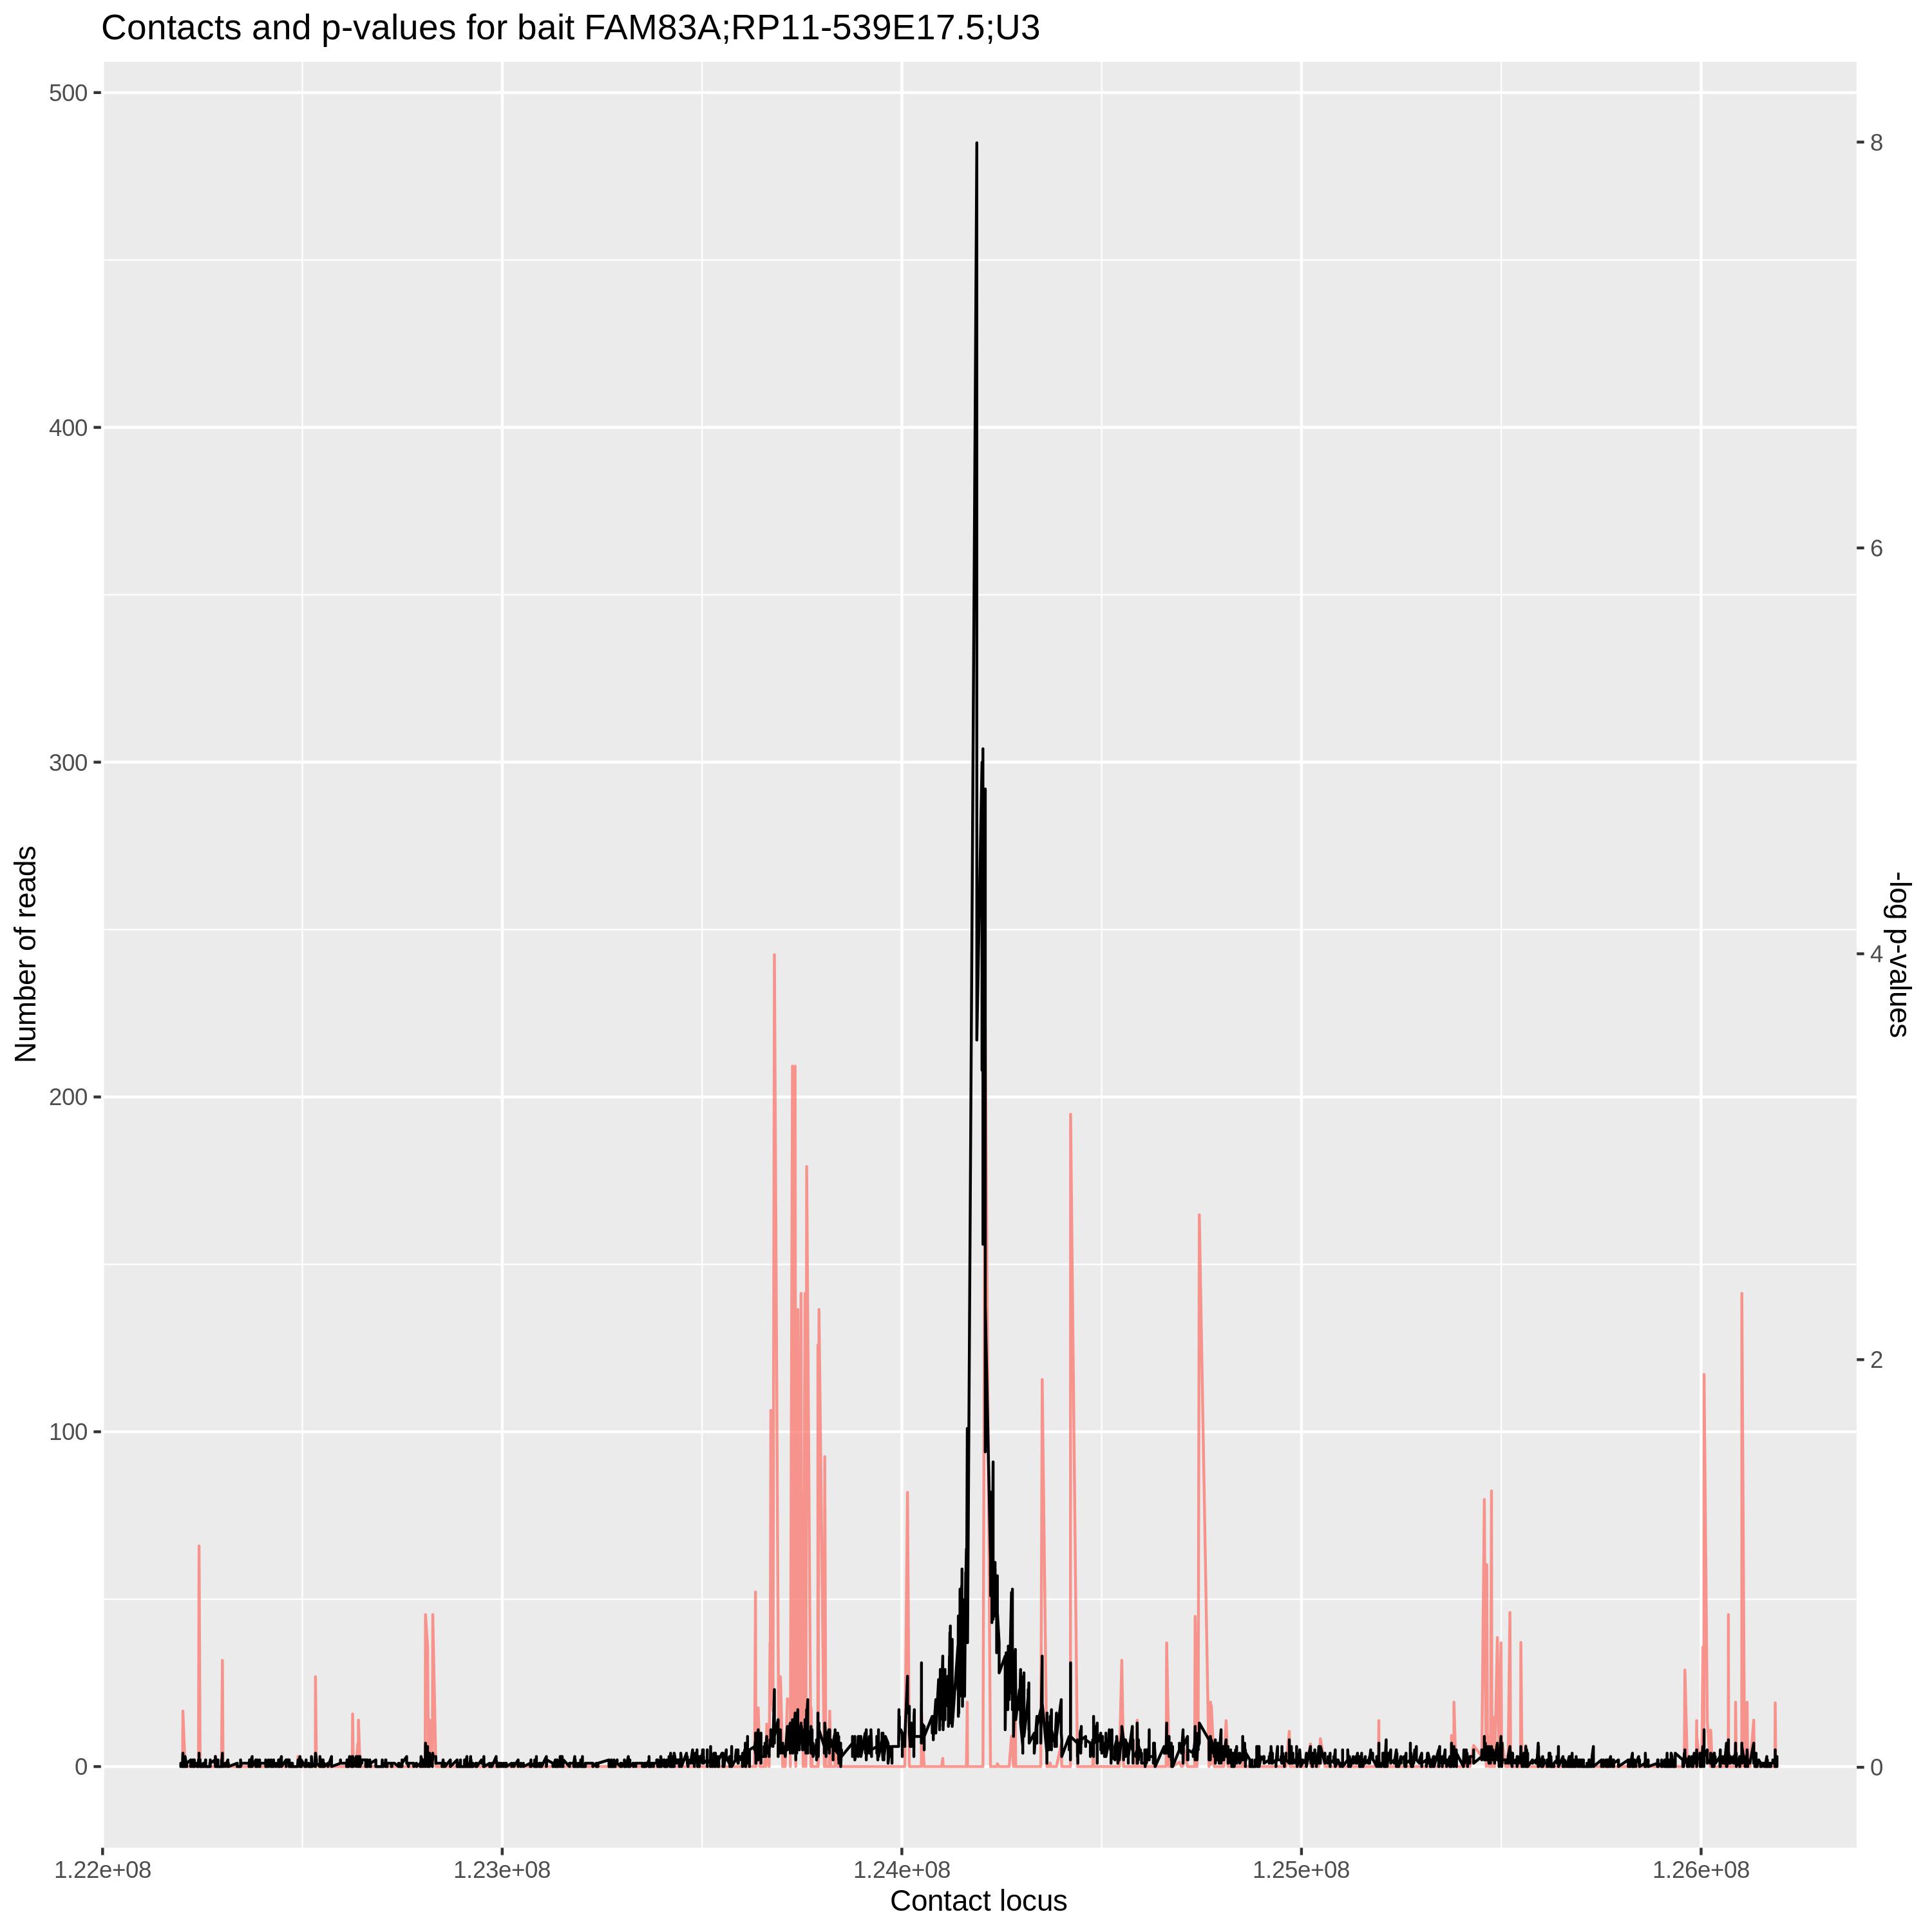 Contacts and p-values for bait FAM83A;RP11-539E17.5;U3
500
400
300
200
100
0
Number of reads
8
6
4
2
0
-log p-values
1.22e+08
1.23e+08
1.24e+08
1.25e+08
1.26e+08
Contact locus